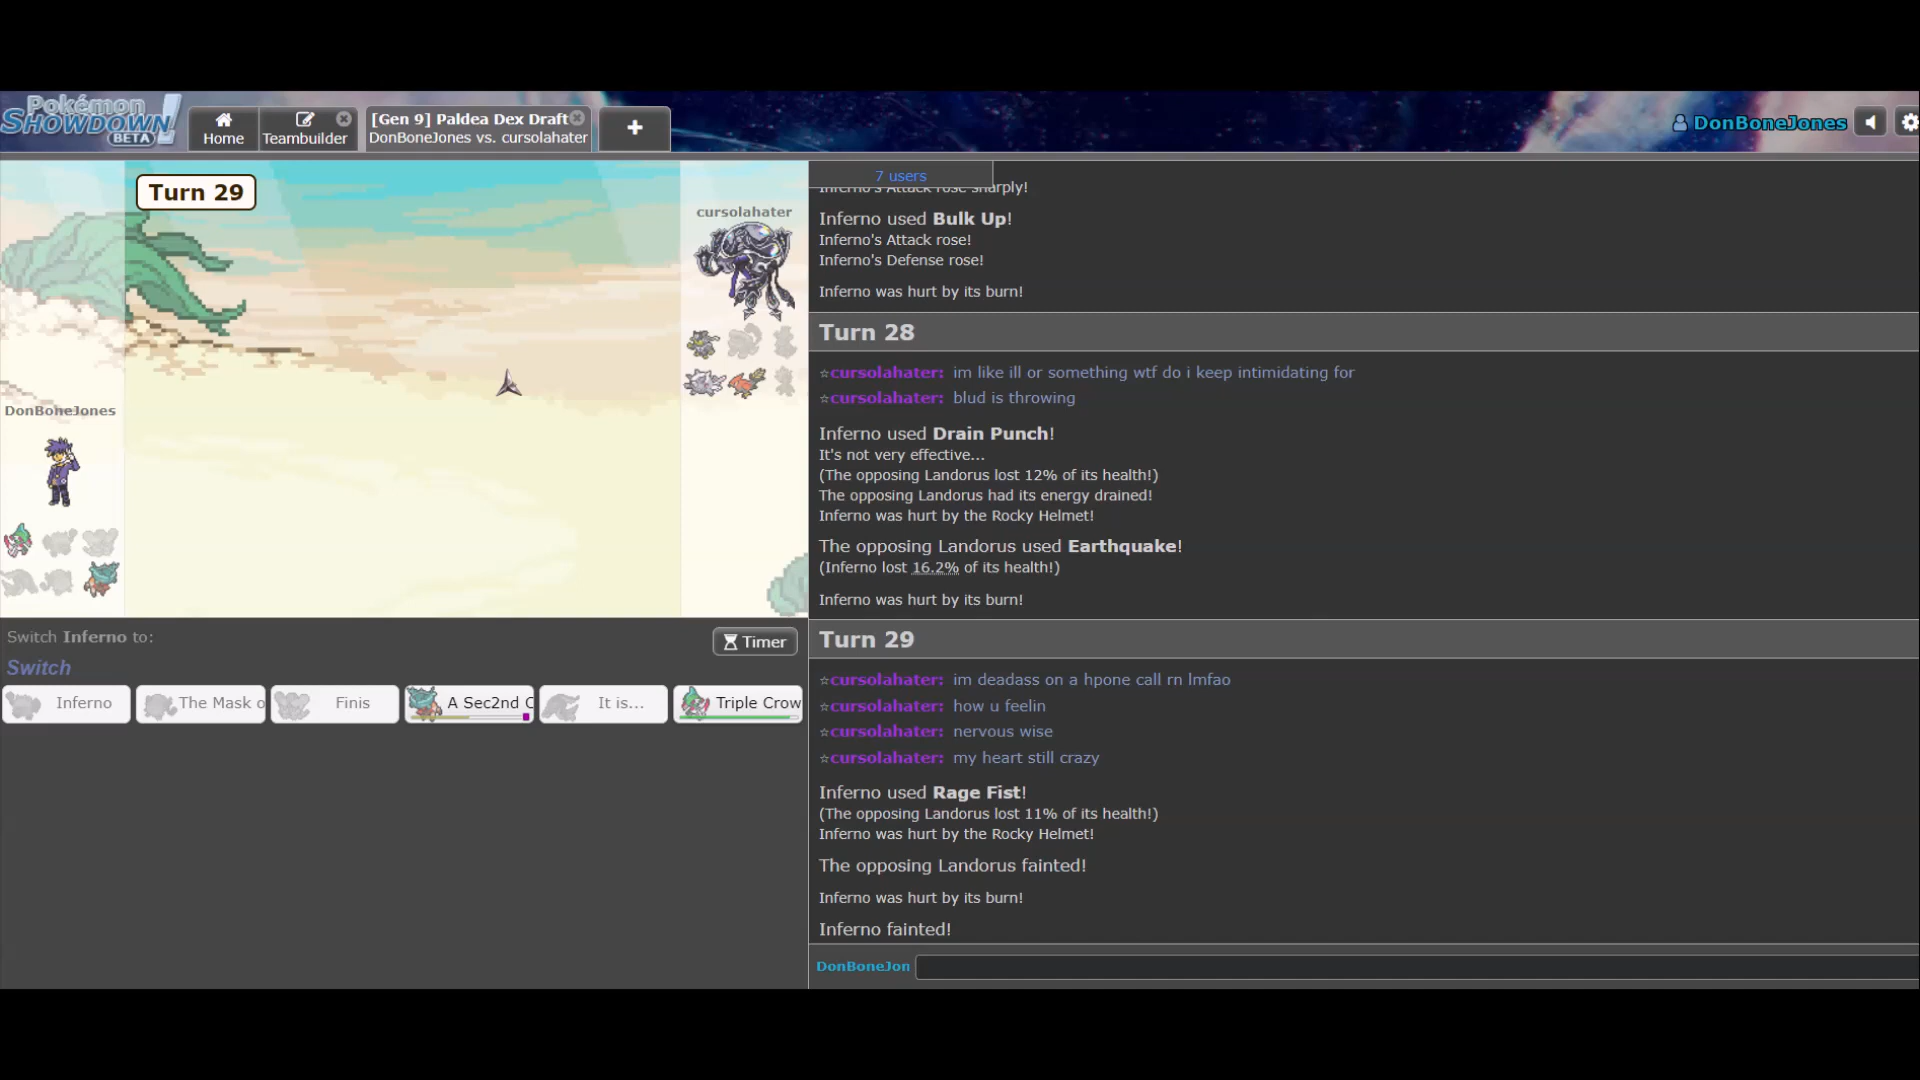 Pokémon
SHOWDOWN!
BETA
Home
Teambuilder
[Gen 9] Paldea Dex Draft
DonBoneJones vs. cursolahater
DonBoneJones
Turn 29
cursolahater
DonBoneJones
Switch Inferno to:
Timer
Switch
Inferno
The Mask o
Finis
A Sec2nd C
It is...
Triple Crow
7 users
Inferno's Attack rose sharply!
Inferno used Bulk Up!
Inferno's Attack rose!
Inferno's Defense rose!
Inferno was hurt by its burn!
Turn 28
☆cursolahater: im like ill or something wtf do i keep intimidating for
☆cursolahater: blud is throwing
Inferno used Drain Punch!
It's not very effective...
(The opposing Landorus lost 12% of its health!)
The opposing Landorus had its energy drained!
Inferno was hurt by the Rocky Helmet!
The opposing Landorus used Earthquake!
(Inferno lost 16.2% of its health!)
Inferno was hurt by its burn!
Turn 29
☆cursolahater: im deadass on a hpone call rn lmfao
☆cursolahater: how u feelin
☆cursolahater: nervous wise
☆cursolahater: my heart still crazy
Inferno used Rage Fist!
(The opposing Landorus lost 11% of its health!)
Inferno was hurt by the Rocky Helmet!
The opposing Landorus fainted!
Inferno was hurt by its burn!
Inferno fainted!
DonBoneJon